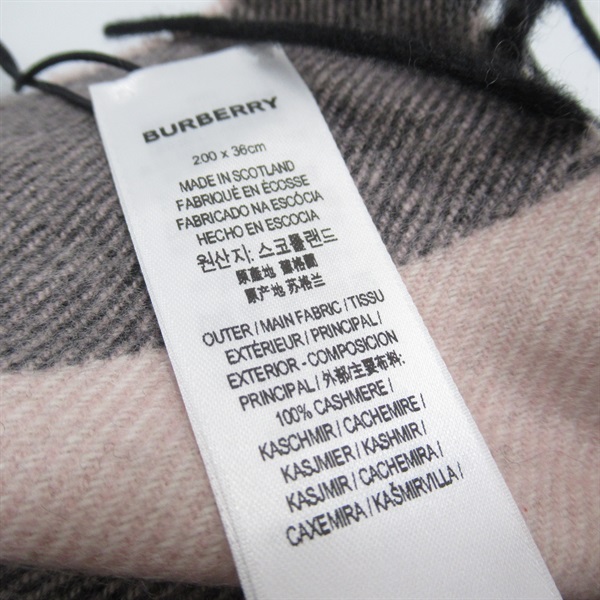 BURBERRY
200 x 36cm
MADE IN SCOTLAND
FABRIQUÉ EN ÉCOSSE
FABRICADO NA ESCÓCIA
HECHO EN ESCOCIA
원산지: 스코틀랜드
原產地 蘇格蘭
原产地 苏格兰
OUTER / MAIN FABRIC / TISSU
EXTÉRIEUR / PRINCIPAL /
EXTERIOR - COMPOSICION
PRINCIPAL / 外部/主要布料:
100% CASHMERE /
KASCHMIR / CACHEMIRE /
KASJMIER / KASHMIR /
KASJMIR / CACHEMIRA /
CAXEMIRA / KAŠMIRVILLA /